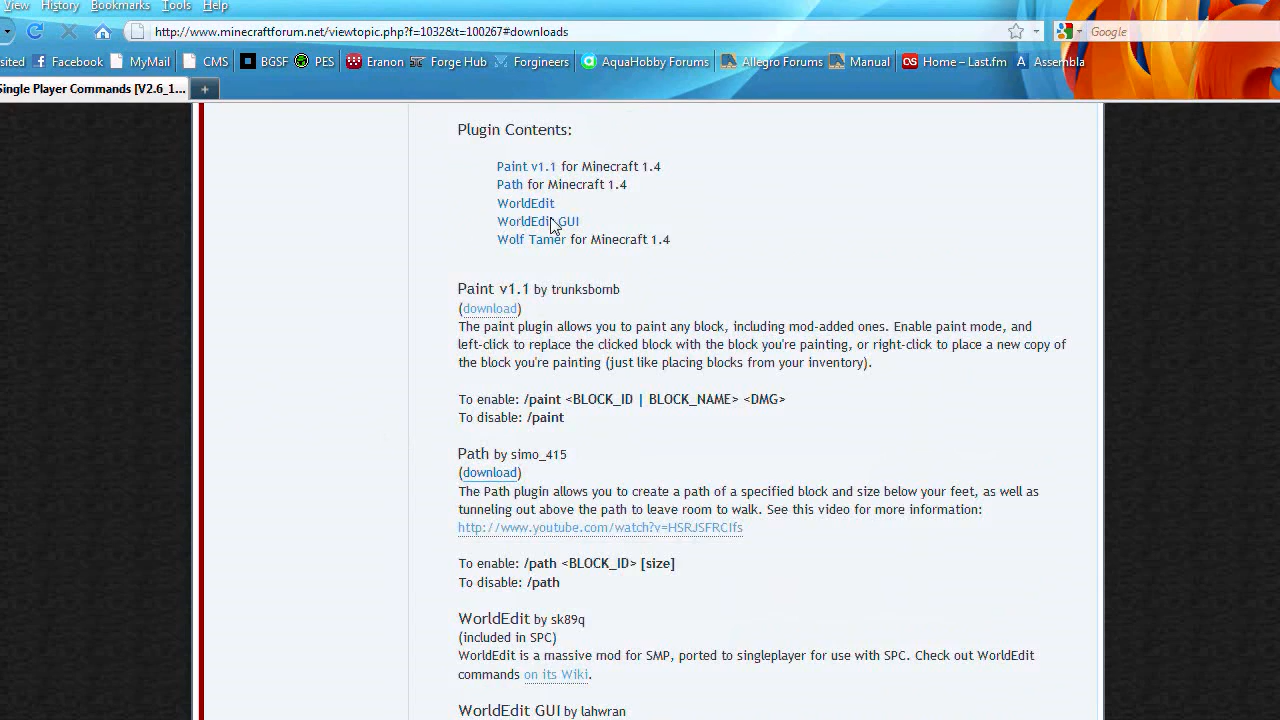 View History Bookmarks Tools Help
http://www.minecraftforum.net/viewtopic.php?f=1032&t=100267#downloads
Google
sited Facebook MyMail CMS BGSF PES Eranon Forge Hub Forgineers AquaHobby Forums Allegro Forums Manual Home – Last.fm Assembla
Single Player Commands [V2.6_1...
Plugin Contents:
Paint v1.1 for Minecraft 1.4
Path for Minecraft 1.4
WorldEdit
WorldEdit GUI
Wolf Tamer for Minecraft 1.4
Paint v1.1 by trunksbomb
(download)
The paint plugin allows you to paint any block, including mod-added ones. Enable paint mode, and
left-click to replace the clicked block with the block you're painting, or right-click to place a new copy of
the block you're painting (just like placing blocks from your inventory).
To enable: /paint <BLOCK_ID | BLOCK_NAME> <DMG>
To disable: /paint
Path by simo_415
(download)
The Path plugin allows you to create a path of a specified block and size below your feet, as well as
tunneling out above the path to leave room to walk. See this video for more information:
http://www.youtube.com/watch?v=HSRJSFRCIfs
To enable: /path <BLOCK_ID> [size]
To disable: /path
WorldEdit by sk89q
(included in SPC)
WorldEdit is a massive mod for SMP, ported to singleplayer for use with SPC. Check out WorldEdit
commands on its Wiki.
WorldEdit GUI by lahwran